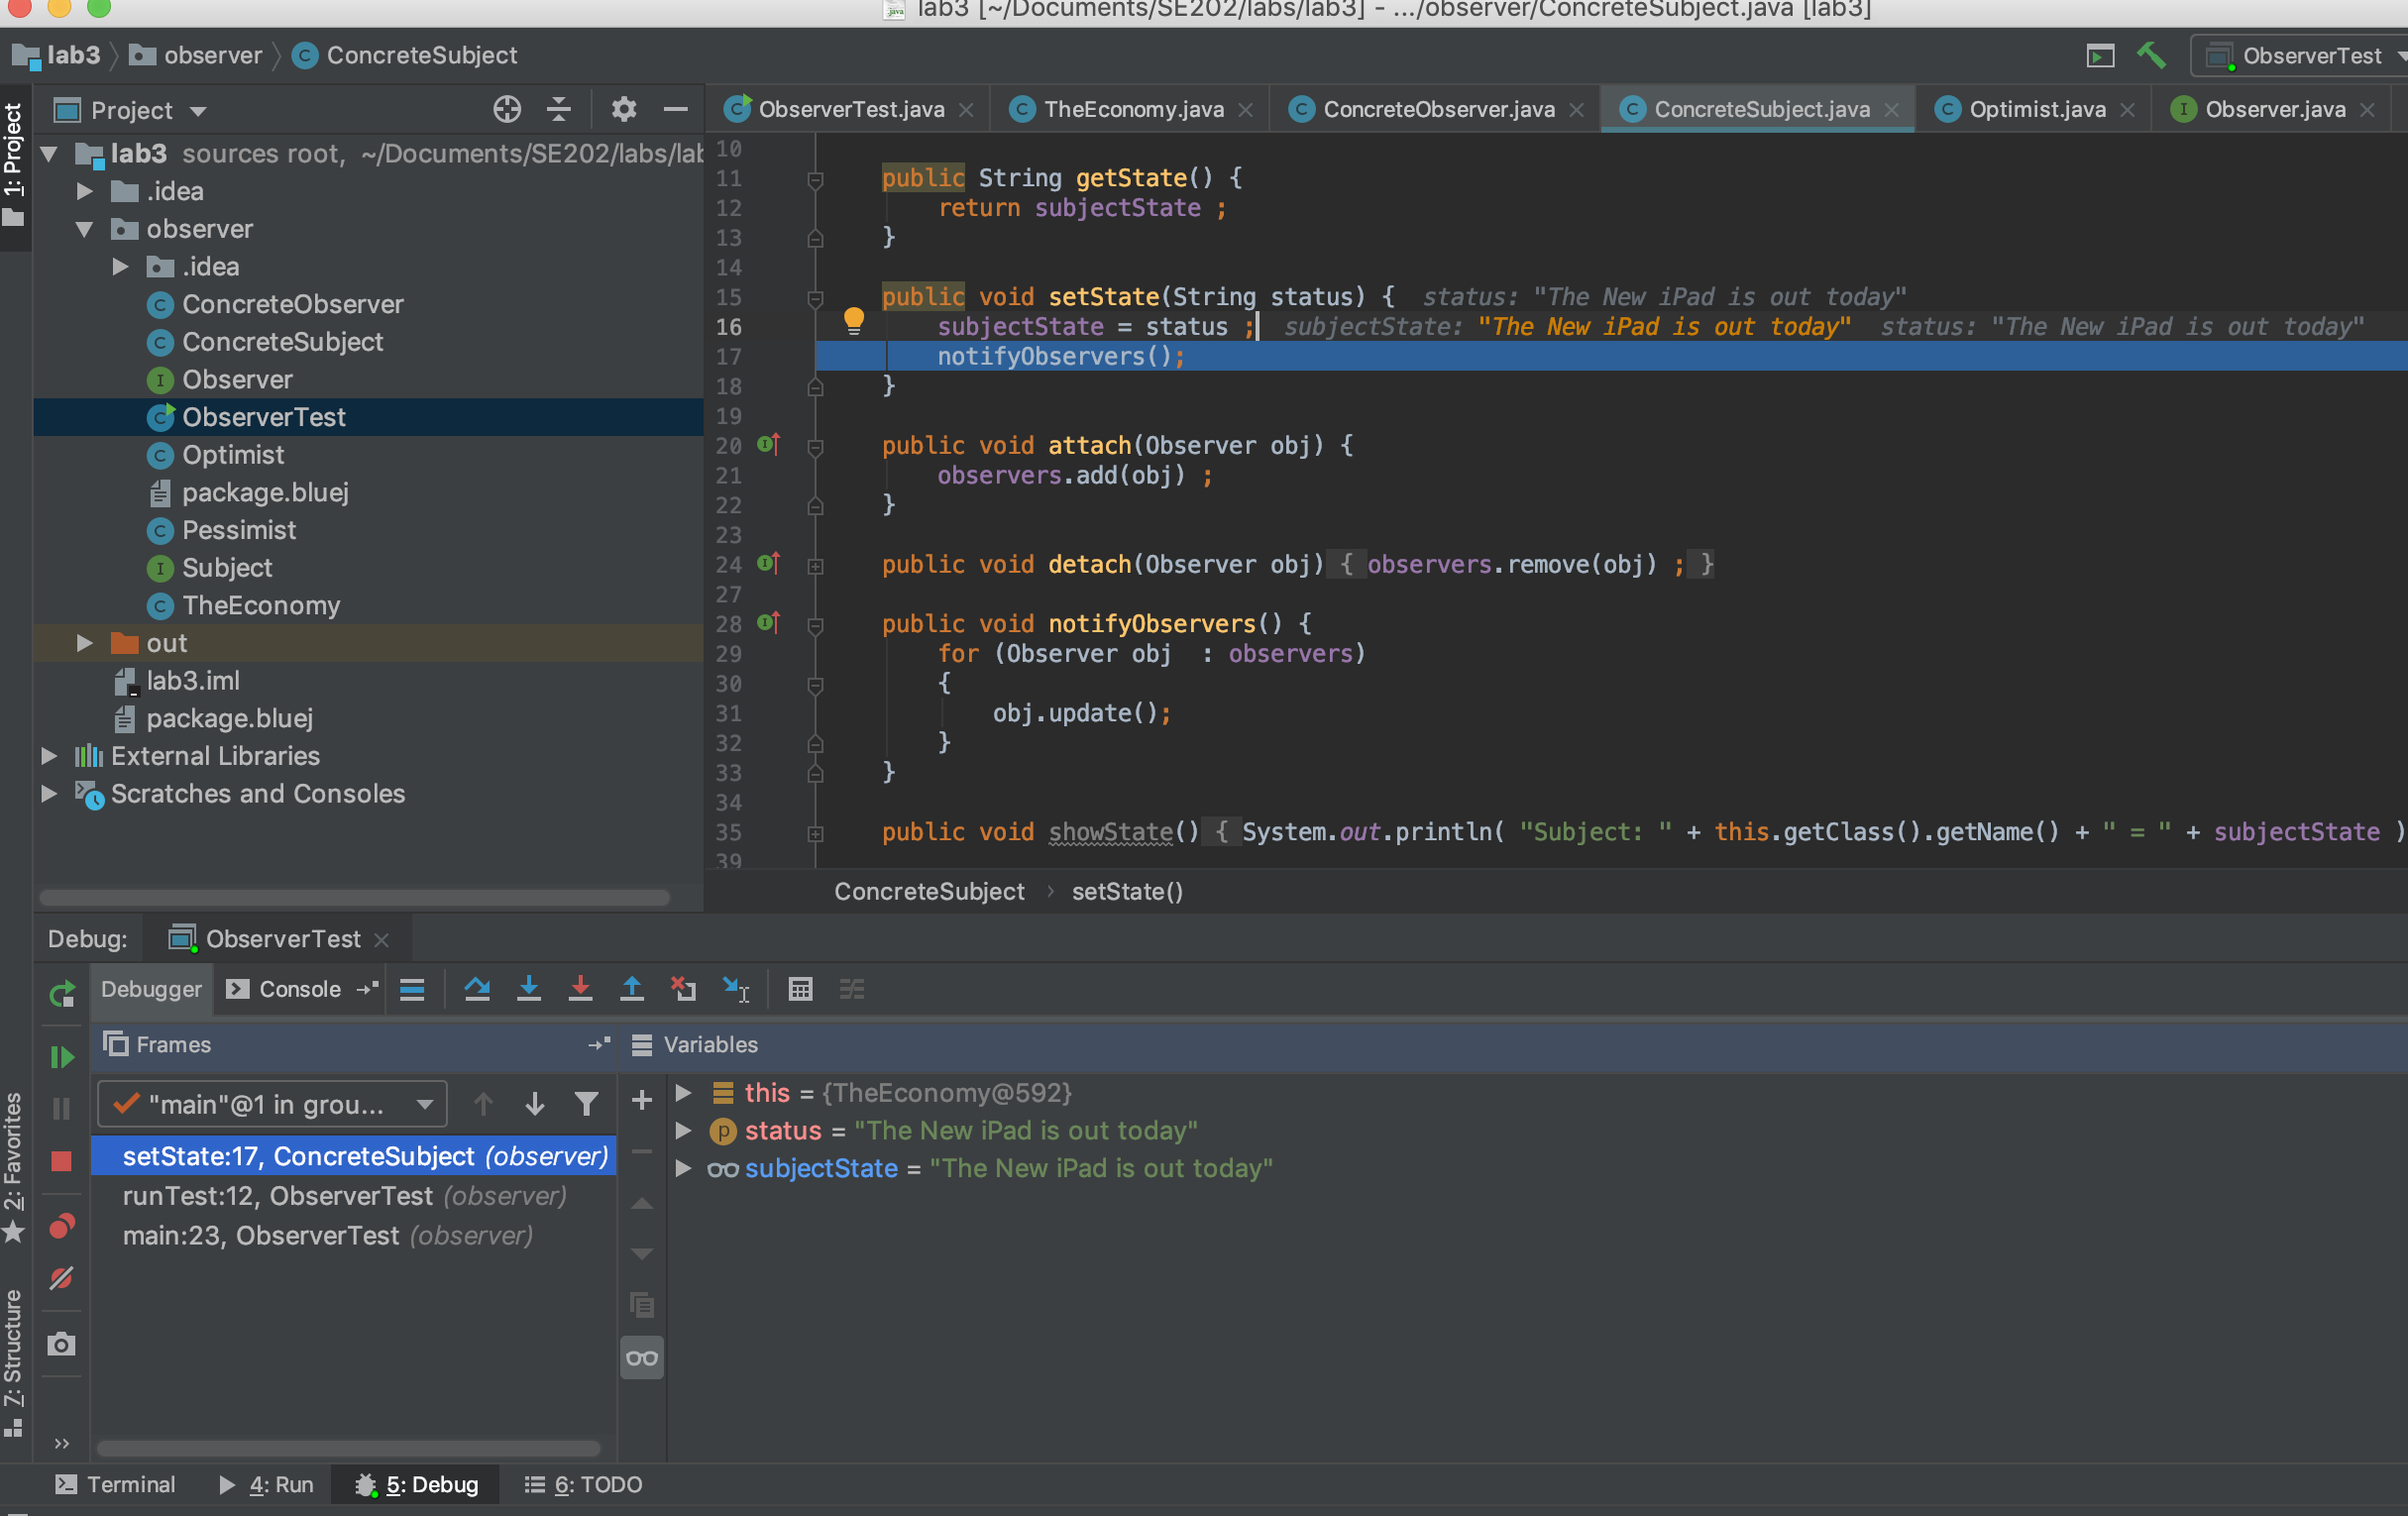 lab3 [~/Documents/SE202/labs/lab3] - .../observer/ConcreteSubject.java [lab3]
lab3 observer ConcreteSubject ObserverTest
1: Project
Project
lab3 sources root, ~/Documents/SE202/labs/lab
.idea
observer
.idea
ConcreteObserver
ConcreteSubject
Observer
ObserverTest
Optimist
package.bluej
Pessimist
Subject
TheEconomy
out
lab3.iml
package.bluej
External Libraries
Scratches and Consoles
ObserverTest.java TheEconomy.java ConcreteObserver.java ConcreteSubject.java Optimist.java Observer.java
10
11 public String getState() {
12 return subjectState ;
13 }
14
15 public void setState(String status) { status: "The New iPad is out today"
16 subjectState = status ; subjectState: "The New iPad is out today" status: "The New iPad is out today"
17 notifyObservers();
18 }
19
20 public void attach(Observer obj) {
21 observers.add(obj) ;
22 }
23
24 public void detach(Observer obj) { observers.remove(obj) ; }
27
28 public void notifyObservers() {
29 for (Observer obj : observers)
30 {
31 obj.update();
32 }
33 }
34
35 public void showState() { System.out.println( "Subject: " + this.getClass().getName() + " = " + subjectState )
39
ConcreteSubject › setState()
Debug: ObserverTest
Debugger Console
Frames
Variables
"main"@1 in grou...
setState:17, ConcreteSubject (observer)
runTest:12, ObserverTest (observer)
main:23, ObserverTest (observer)
this = {TheEconomy@592}
status = "The New iPad is out today"
subjectState = "The New iPad is out today"
2: Favorites
7: Structure
Terminal 4: Run 5: Debug 6: TODO